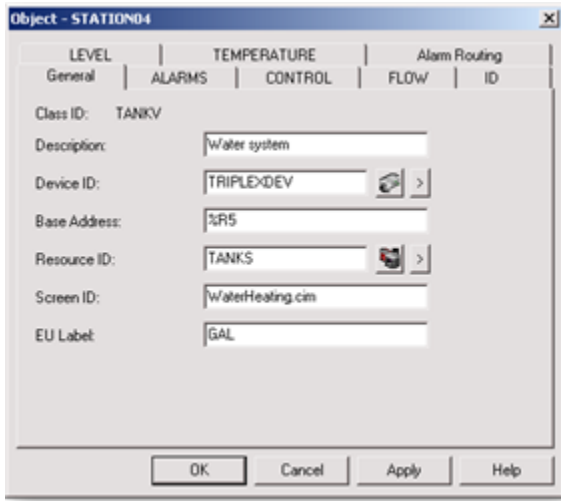 Object - STATION04
LEVEL TEMPERATURE Alarm Routing
General ALARMS CONTROL FLOW ID
Class ID: TANKV
Description: Water system
Device ID: TRIPLEXDEV >
Base Address: %R5
Resource ID: TANKS >
Screen ID: WaterHeating.cim
EU Label: GAL
OK Cancel Apply Help